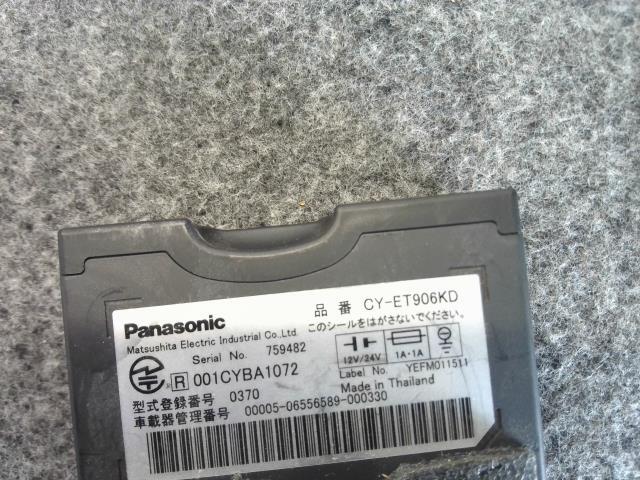 Panasonic
品番 CY-ET906KD
Matsushita Electric Industrial Co.,Ltd.
このシールをはがさないでください。
Serial No. 759482
12V/24V 1A・1A
R 001CYBA1072
Label No. YEFM011511
型式登録番号 0370
Made in Thailand
車載器管理番号 00005-06556589-000330